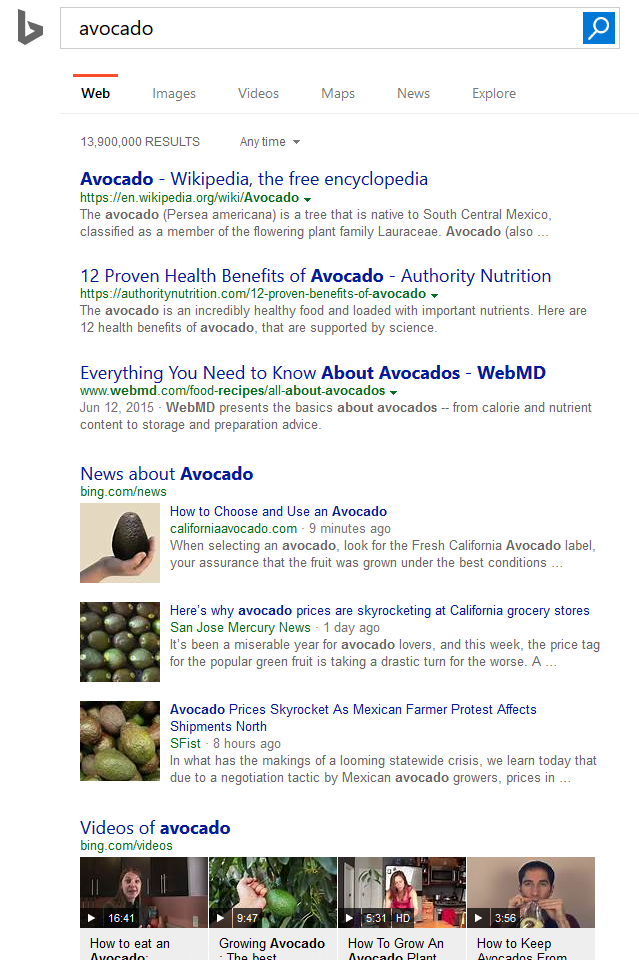 avocado
Web Images Videos Maps News Explore
13,900,000 RESULTS Any time
Avocado - Wikipedia, the free encyclopedia
https://en.wikipedia.org/wiki/Avocado
The avocado (Persea americana) is a tree that is native to South Central Mexico,
classified as a member of the flowering plant family Lauraceae. Avocado (also ...
12 Proven Health Benefits of Avocado - Authority Nutrition
https://authoritynutrition.com/12-proven-benefits-of-avocado
The avocado is an incredibly healthy food and loaded with important nutrients. Here are
12 health benefits of avocado, that are supported by science.
Everything You Need to Know About Avocados - WebMD
www.webmd.com/food-recipes/all-about-avocados
Jun 12, 2015 · WebMD presents the basics about avocados -- from calorie and nutrient
content to storage and preparation advice.
News about Avocado
bing.com/news
How to Choose and Use an Avocado
californiaavocado.com · 9 minutes ago
When selecting an avocado, look for the Fresh California Avocado label,
your assurance that the fruit was grown under the best conditions ...
Here's why avocado prices are skyrocketing at California grocery stores
San Jose Mercury News · 1 day ago
It's been a miserable year for avocado lovers, and this week, the price tag
for the popular green fruit is taking a drastic turn for the worse. A ...
Avocado Prices Skyrocket As Mexican Farmer Protest Affects
Shipments North
SFist · 8 hours ago
In what has the makings of a looming statewide crisis, we learn today that
due to a negotiation tactic by Mexican avocado growers, prices in ...
Videos of avocado
bing.com/videos
16:41 9:47 5:31 HD 3:56
How to eat an Growing Avocado How To Grow An How to Keep
Avocado: : The best Avocado Plant Avocados From